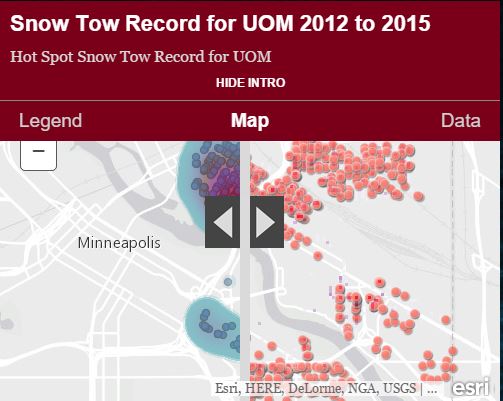 Snow Tow Record for UOM 2012 to 2015
Hot Spot Snow Tow Record for UOM
HIDE INTRO
Legend Map Data
−
Minneapolis
Esri, HERE, DeLorme, NGA, USGS | ...
esri